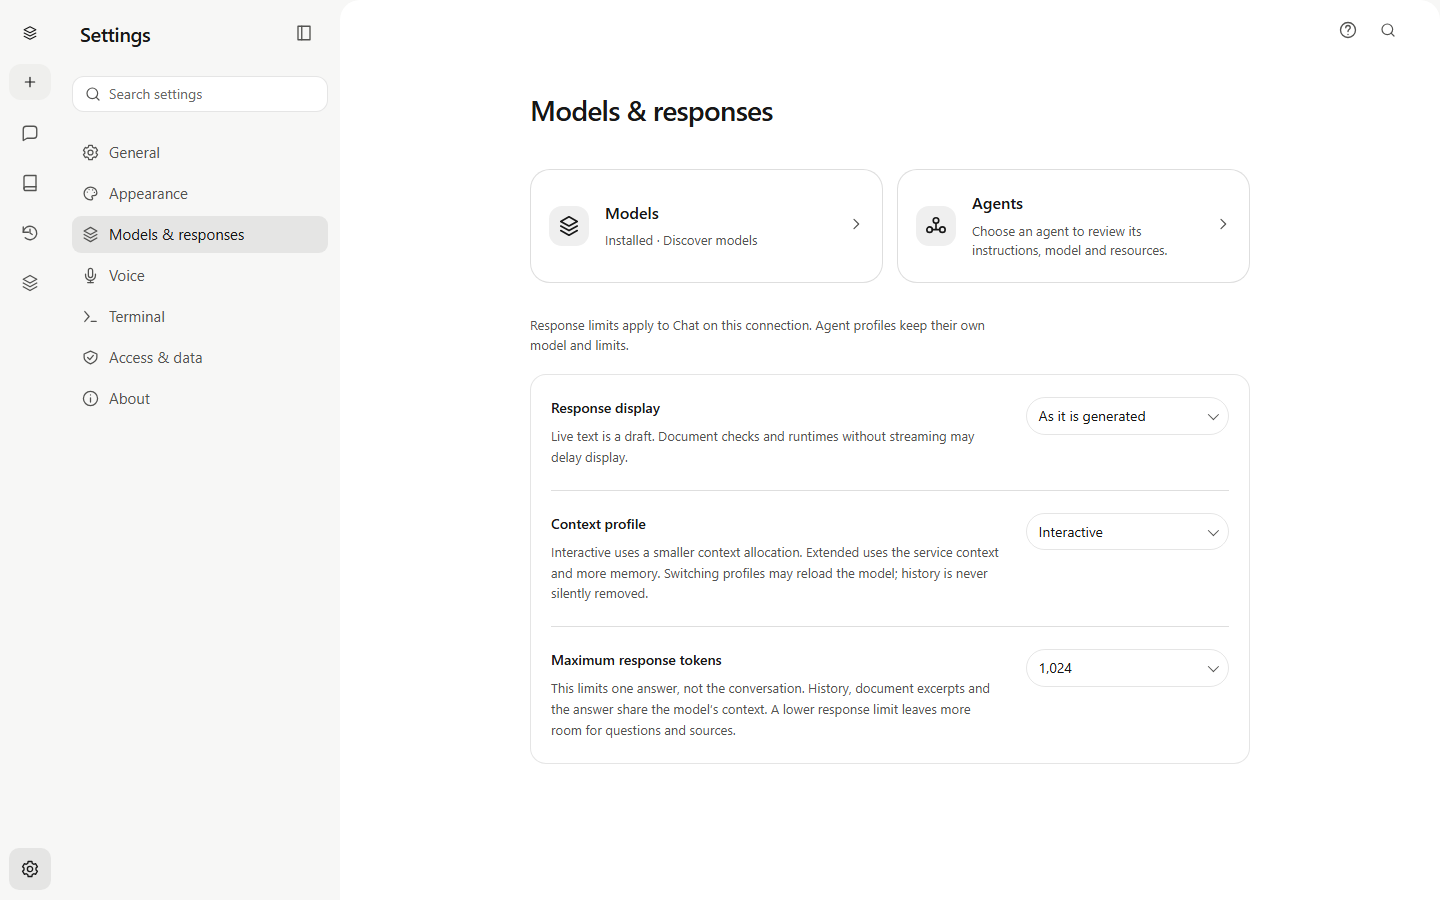 Settings
Search settings
General
Appearance
Models & responses
Voice
Terminal
Access & data
About
Models & responses
Models
Installed · Discover models
Agents
Choose an agent to review its
instructions, model and resources.
Response limits apply to Chat on this connection. Agent profiles keep their own
model and limits.
Response display
Live text is a draft. Document checks and runtimes without streaming may
delay display.
As it is generated
Context profile
Interactive uses a smaller context allocation. Extended uses the service context
and more memory. Switching profiles may reload the model; history is never
silently removed.
Interactive
Maximum response tokens
This limits one answer, not the conversation. History, document excerpts and
the answer share the model's context. A lower response limit leaves more
room for questions and sources.
1,024